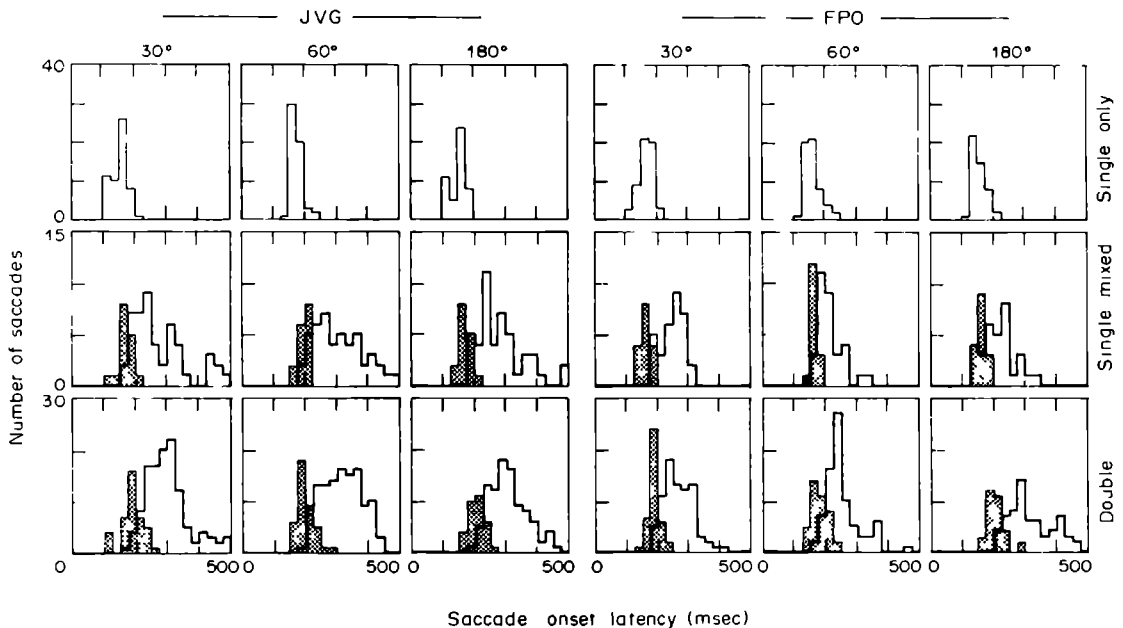 JVG FPO
30° 60° 180° 30° 60° 180°
40
0
Single only
15
0
Single mixed
30
0 500 0 500 0 500 0 500 0 500 0 500
Double
Number of saccades
Saccade onset latency (msec)